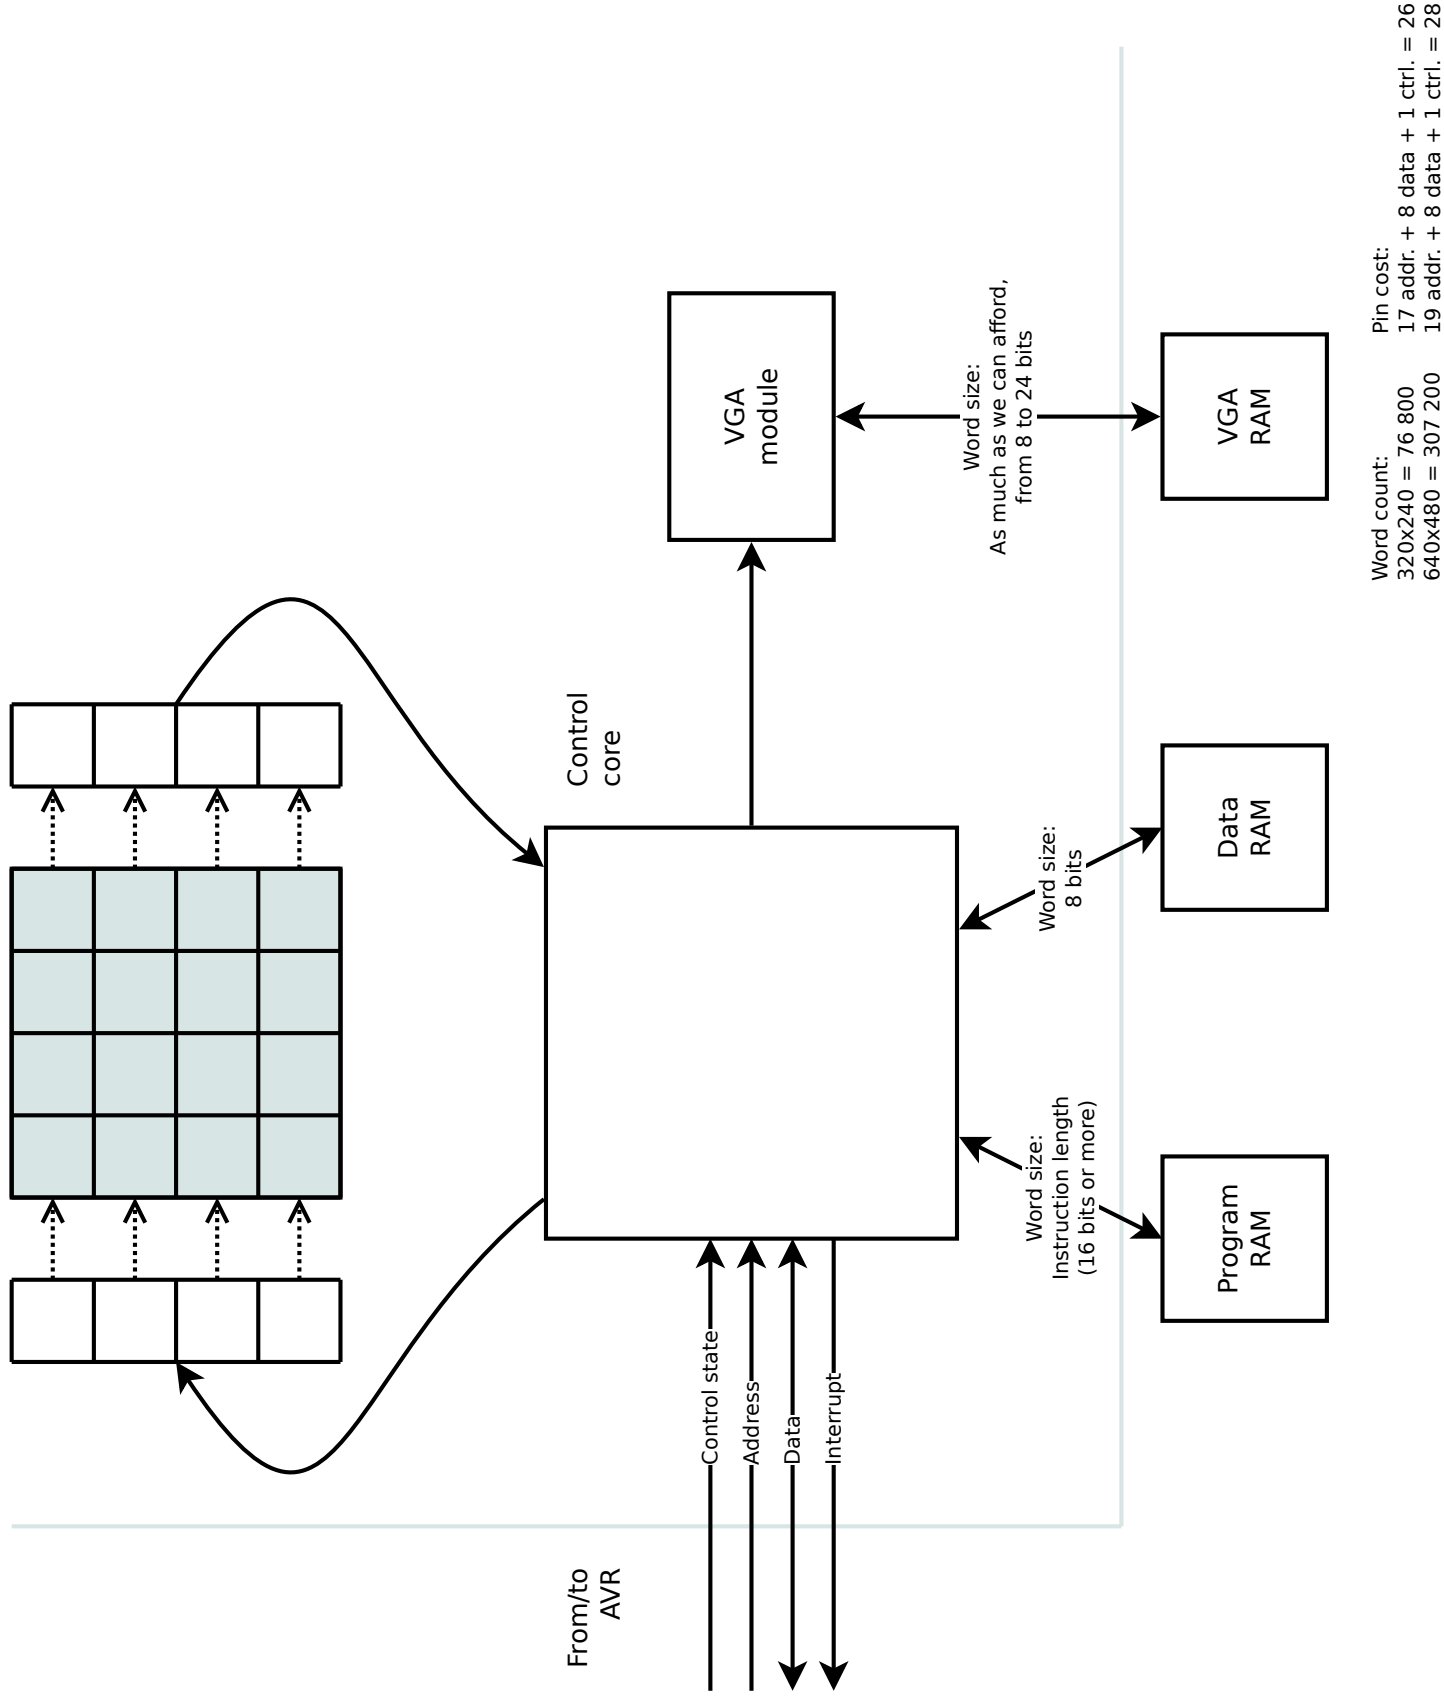 Control
core
VGA
module
From/to
AVR
Control state
Address
Data
Interrupt
Word size:
Instruction length
(16 bits or more)
Word size:
8 bits
Word size:
As much as we can afford,
from 8 to 24 bits
Program
RAM
Data
RAM
VGA
RAM
Word count:
320x240 = 76 800
640x480 = 307 200
Pin cost:
17 addr. + 8 data + 1 ctrl. = 26
19 addr. + 8 data + 1 ctrl. = 28